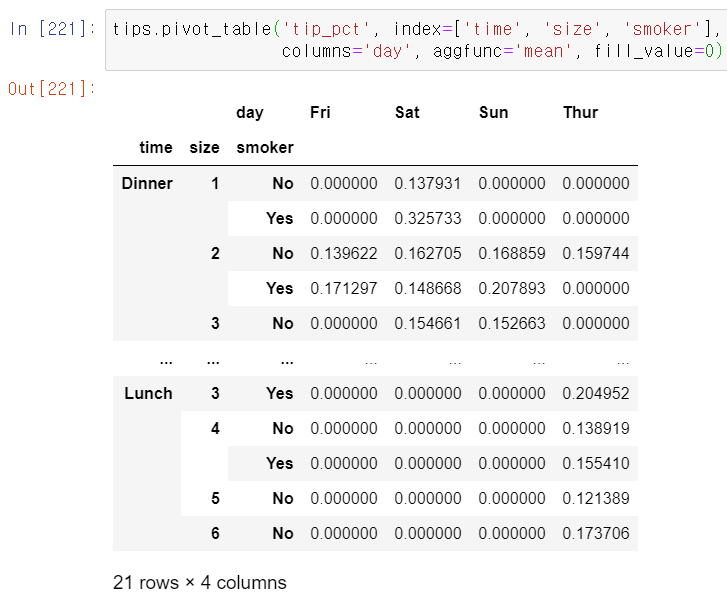 In [221]: tips.pivot_table('tip_pct', index=['time', 'size', 'smoker'],
columns='day', aggfunc='mean', fill_value=0)
Out[221]:
day Fri Sat Sun Thur
time size smoker
Dinner 1 No 0.000000 0.137931 0.000000 0.000000
Yes 0.000000 0.325733 0.000000 0.000000
2 No 0.139622 0.162705 0.168859 0.159744
Yes 0.171297 0.148668 0.207893 0.000000
3 No 0.000000 0.154661 0.152663 0.000000
... ... ... ... ... ... ...
Lunch 3 Yes 0.000000 0.000000 0.000000 0.204952
4 No 0.000000 0.000000 0.000000 0.138919
Yes 0.000000 0.000000 0.000000 0.155410
5 No 0.000000 0.000000 0.000000 0.121389
6 No 0.000000 0.000000 0.000000 0.173706
21 rows × 4 columns